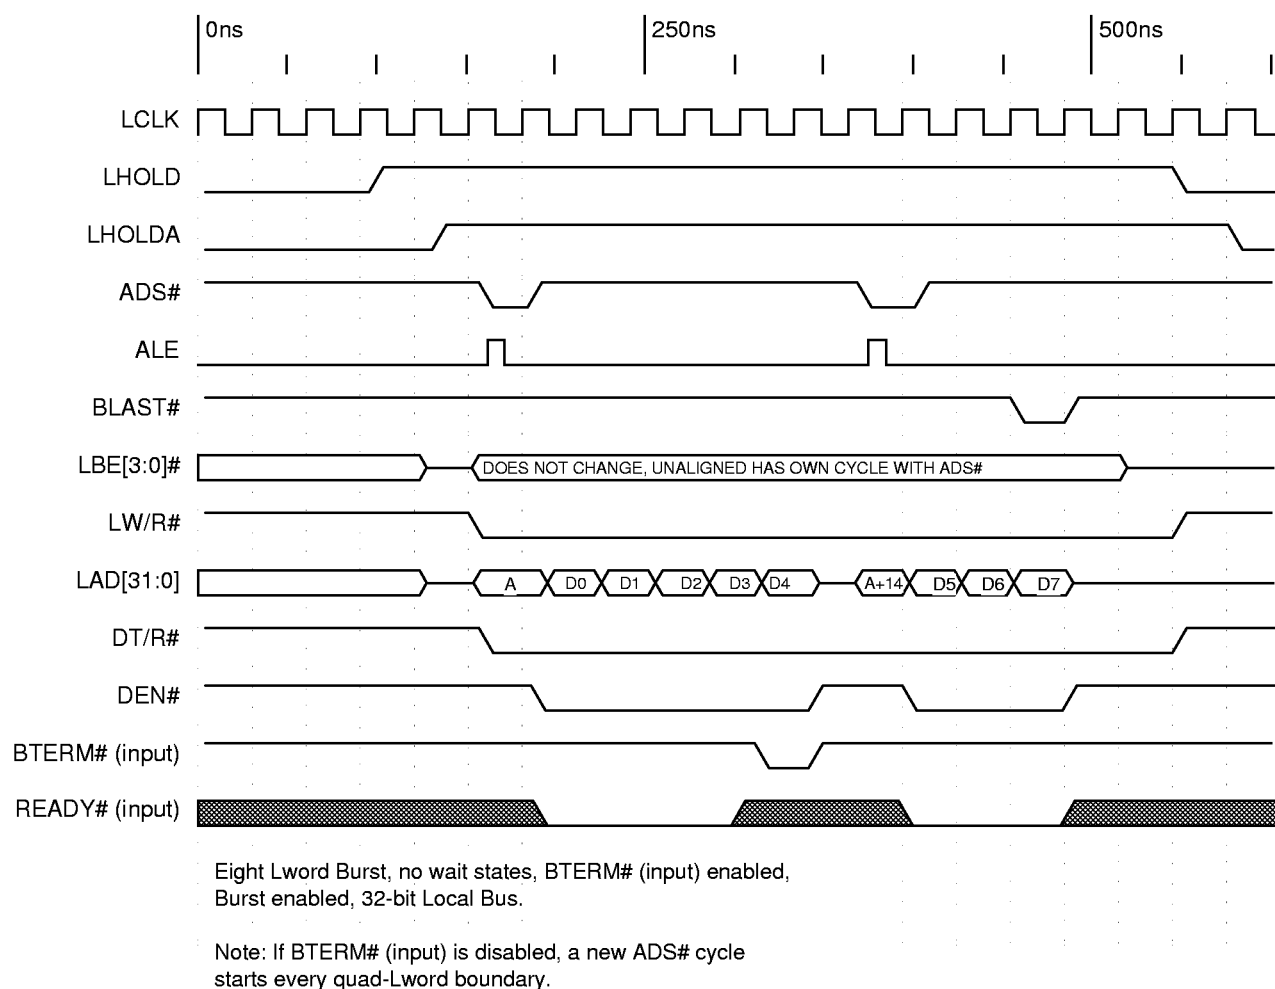 0ns 250ns 500ns
LCLK
LHOLD
LHOLDA
ADS#
ALE
BLAST#
LBE[3:0]# DOES NOT CHANGE, UNALIGNED HAS OWN CYCLE WITH ADS#
LW/R#
LAD[31:0] A D0 D1 D2 D3 D4 A+14 D5 D6 D7
DT/R#
DEN#
BTERM# (input)
READY# (input)
Eight Lword Burst, no wait states, BTERM# (input) enabled,
Burst enabled, 32-bit Local Bus.
Note: If BTERM# (input) is disabled, a new ADS# cycle
starts every quad-Lword boundary.